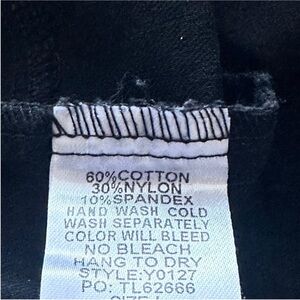 60%COTTON
30%NYLON
10%SPANDEX
HAND WASH COLD
WASH SEPARATELY
COLOR WILL BLEED
NO BLEACH
HANG TO DRY
STYLE:Y0127
PO: TL62666